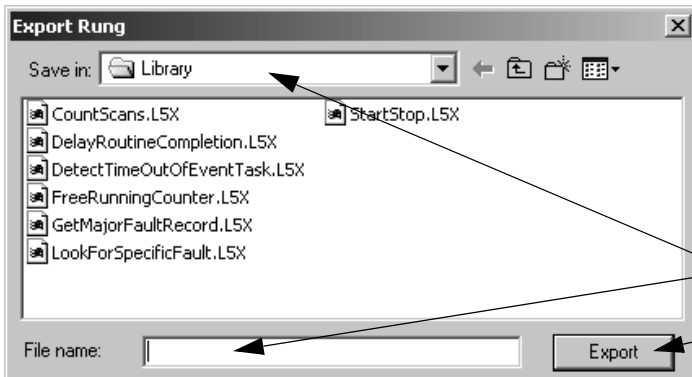 Export Rung
Save in: Library
CountScans.L5X
DelayRoutineCompletion.L5X
DetectTimeOutOfEventTask.L5X
FreeRunningCounter.L5X
GetMajorFaultRecord.L5X
LookForSpecificFault.L5X
StartStop.L5X
File name:
Export